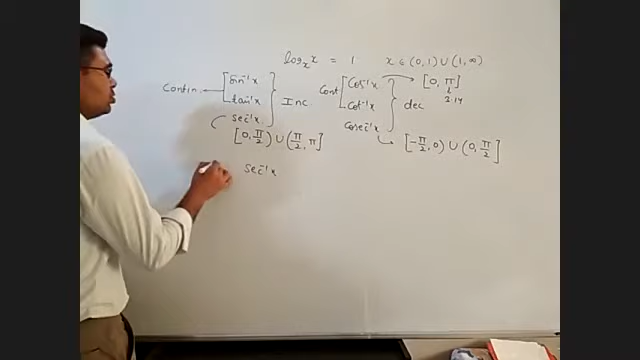 log_x x = 1 x ∈ (0,1) ∪ (1,∞)
Contin. sin⁻¹x Cont cos⁻¹x [0, π]
tan⁻¹x Inc. cot⁻¹x dec 3.14
sec⁻¹x cosec⁻¹x
[0, π/2) ∪ (π/2, π] [-π/2, 0) ∪ (0, π/2]
sec⁻¹x